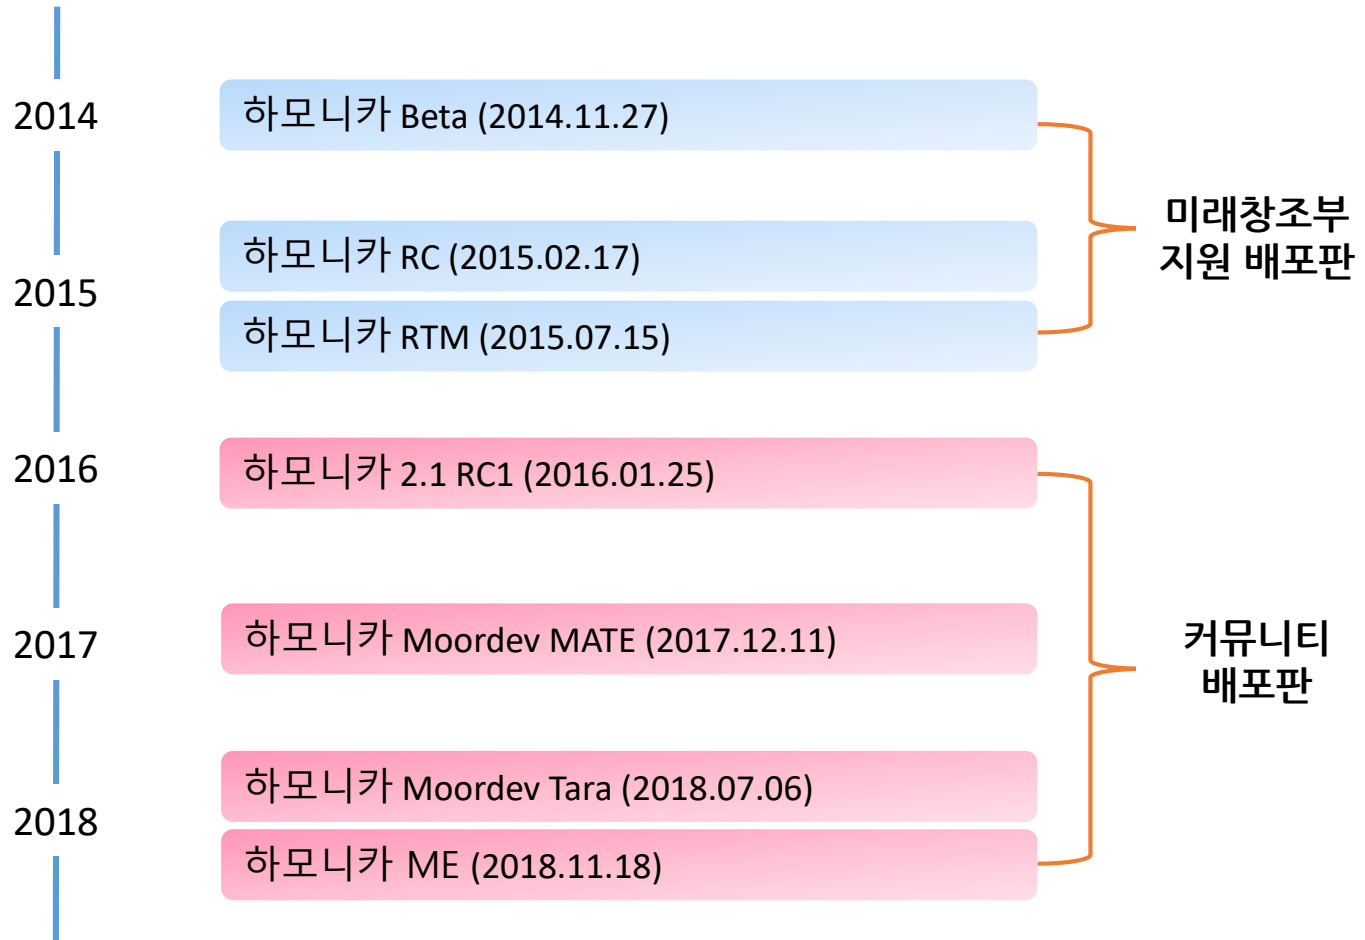 2014
하모니카 Beta (2014.11.27)
2015
하모니카 RC (2015.02.17)
하모니카 RTM (2015.07.15)
미래창조부
지원 배포판
2016
하모니카 2.1 RC1 (2016.01.25)
2017
하모니카 Moordev MATE (2017.12.11)
2018
하모니카 Moordev Tara (2018.07.06)
하모니카 ME (2018.11.18)
커뮤니티
배포판